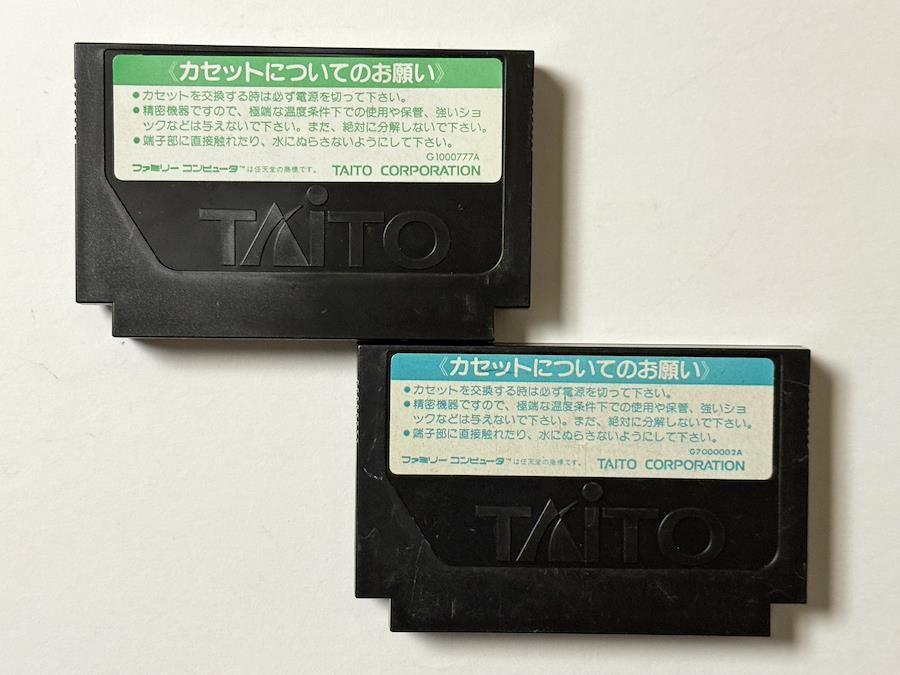 《カセットについてのお願い》
●カセットを交換する時は必ず電源を切って下さい。
●精密機器ですので、極端な温度条件下での使用や保管、強いショ
ックなどは与えないで下さい。また、絶対に分解しないで下さい。
●端子部に直接触れたり、水にぬらさないようにして下さい。
G1000777A
ファミリーコンピュータ™は任天堂の商標です。 TAITO CORPORATION
TAiTO
《カセットについてのお願い》
●カセットを交換する時は必ず電源を切って下さい。
●精密機器ですので、極端な温度条件下での使用や保管、強いショ
ックなどは与えないで下さい。また、絶対に分解しないで下さい。
●端子部に直接触れたり、水にぬらさないようにして下さい。
G7000002A
ファミリーコンピュータ™は任天堂の商標です。 TAITO CORPORATION
TAiTO